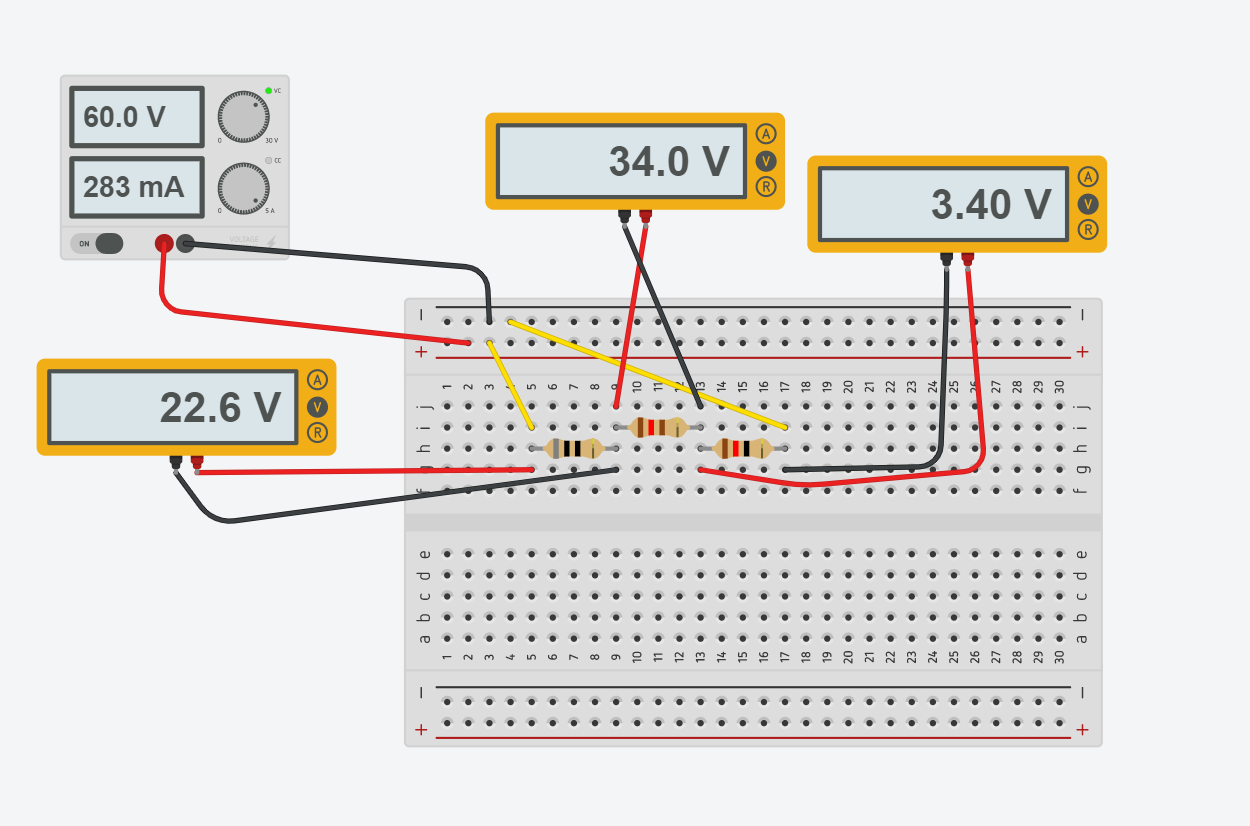 60.0 V
VC
0
30 V
283 mA
CC
0
5 A
ON
VOLTAGE
34.0 V
A
V
R
3.40 V
A
V
R
22.6 V
A
V
R
1 2 3 4 5 6 7 8 9 10 11 12 13 14 15 16 17 18 19 20 21 22 23 24 25 26 27 28 29 30
j j
i i
h h
g g
f f
e e
d d
c c
b b
a a
1 2 3 4 5 6 7 8 9 10 11 12 13 14 15 16 17 18 19 20 21 22 23 24 25 26 27 28 29 30